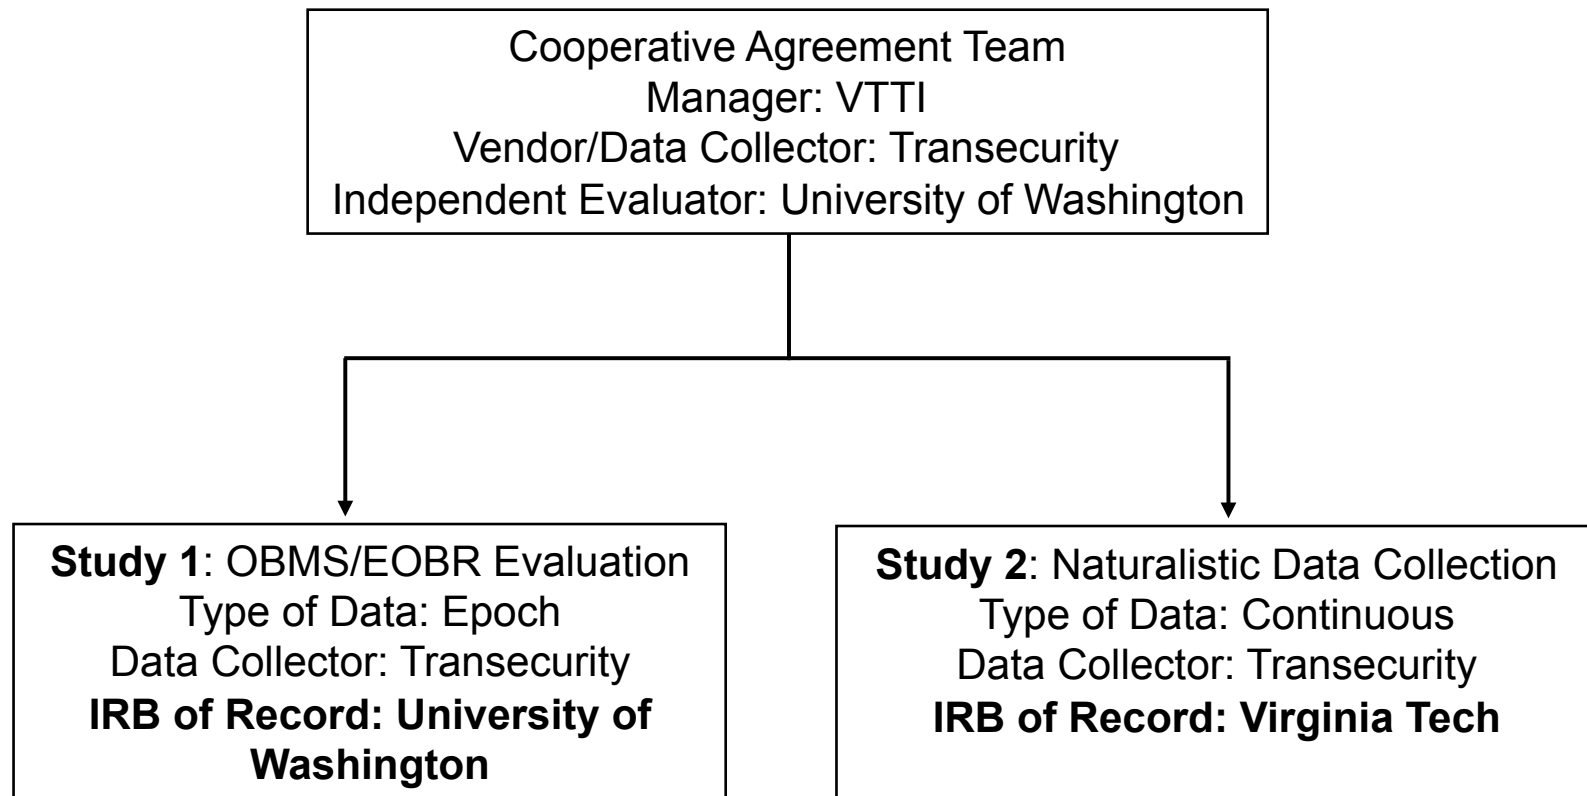 Cooperative Agreement Team
Manager: VTTI
Vendor/Data Collector: Transecurity
Independent Evaluator: University of Washington
Study 1: OBMS/EOBR Evaluation
Type of Data: Epoch
Data Collector: Transecurity
IRB of Record: University of
Washington
Study 2: Naturalistic Data Collection
Type of Data: Continuous
Data Collector: Transecurity
IRB of Record: Virginia Tech